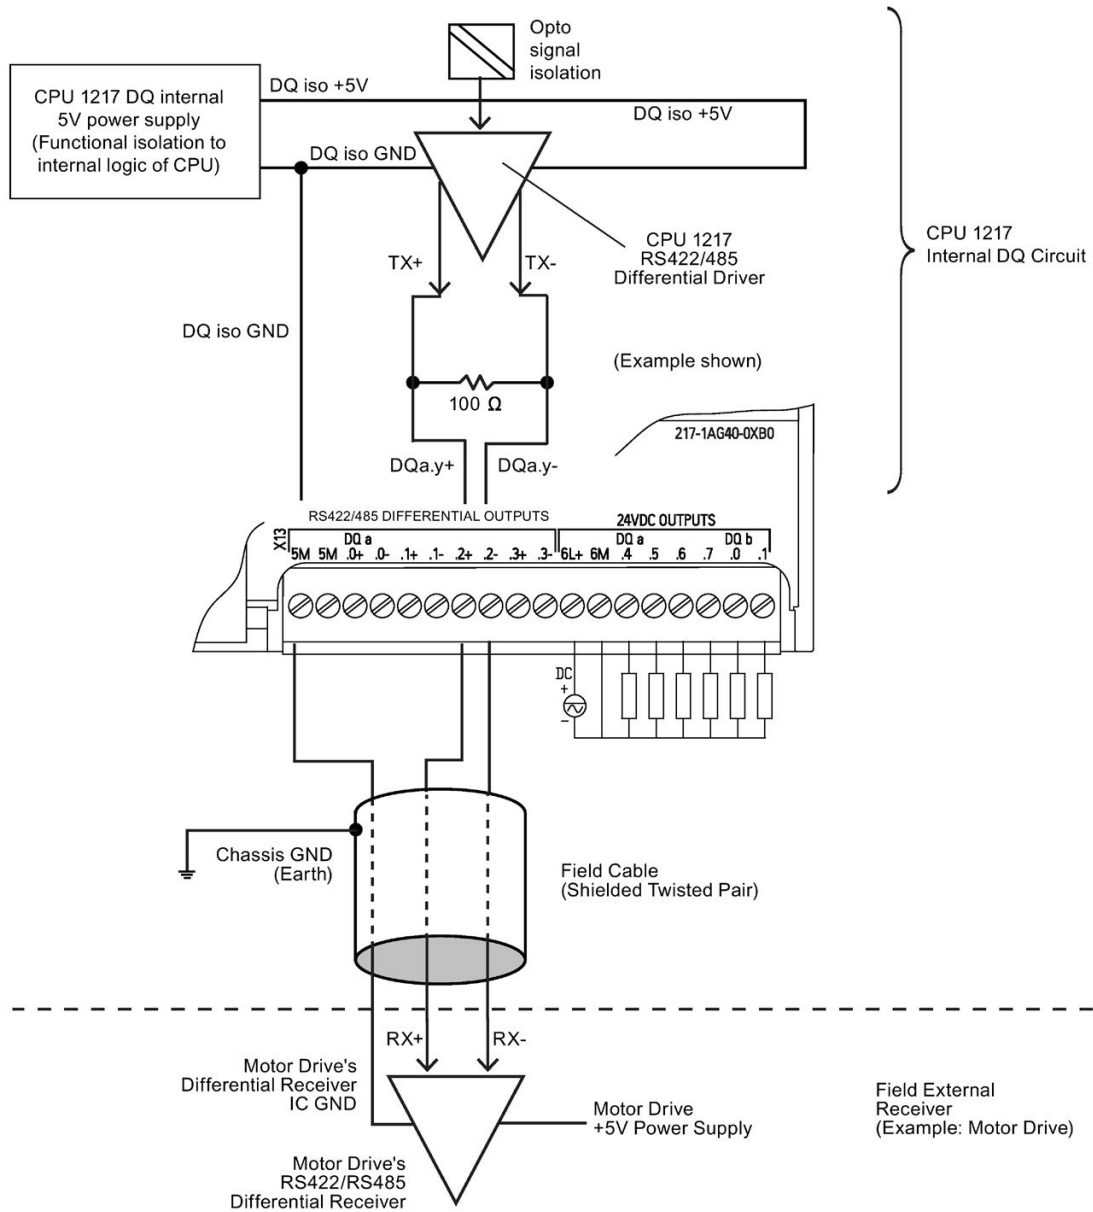 Opto
signal
isolation
CPU 1217 DQ internal
5V power supply
(Functional isolation to
internal logic of CPU)
DQ iso +5V
DQ iso +5V
DQ iso GND
CPU 1217
RS422/485
Differential Driver
CPU 1217
Internal DQ Circuit
TX+
TX-
DQ iso GND
(Example shown)
100 Ω
DQa.y+
DQa.y-
217-1AG40-0XB0
RS422/485 DIFFERENTIAL OUTPUTS
24VDC OUTPUTS
X13
DQ a
DQ a
DQ b
5M 5M .0+ .0- .1+ .1- .2+ .2- .3+ .3- 6L+ 6M .4 .5 .6 .7 .0 .1
DC
+
−
Chassis GND
(Earth)
Field Cable
(Shielded Twisted Pair)
RX+
RX-
Motor Drive's
Differential Receiver
IC GND
Motor Drive
+5V Power Supply
Field External
Receiver
(Example: Motor Drive)
Motor Drive's
RS422/RS485
Differential Receiver